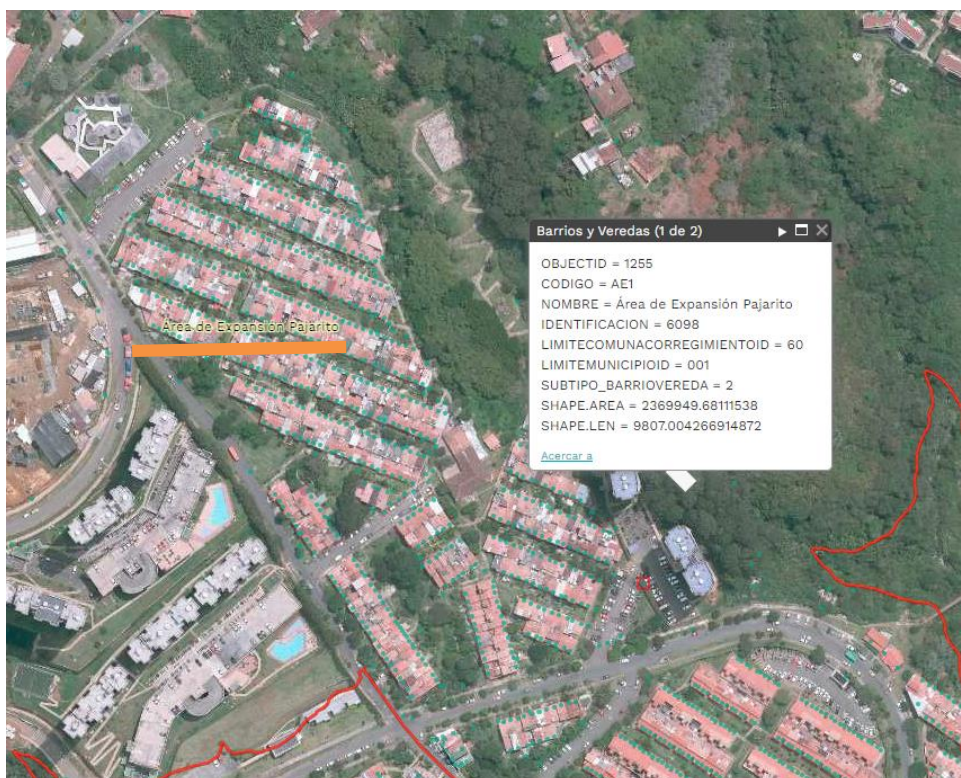 Barrios y Veredas (1 de 2)
OBJECTID = 1255
CODIGO = AE1
NOMBRE = Área de Expansión Pajarito
IDENTIFICACION = 6098
LIMITECOMUNACORREGIMIENTOID = 60
LIMITEMUNICIPIOID = 001
SUBTIPO_BARRIOVEREDA = 2
SHAPE.AREA = 2369949.68111538
SHAPE.LEN = 9807.004266914872
Acercar a
Área de Expansión Pajarito